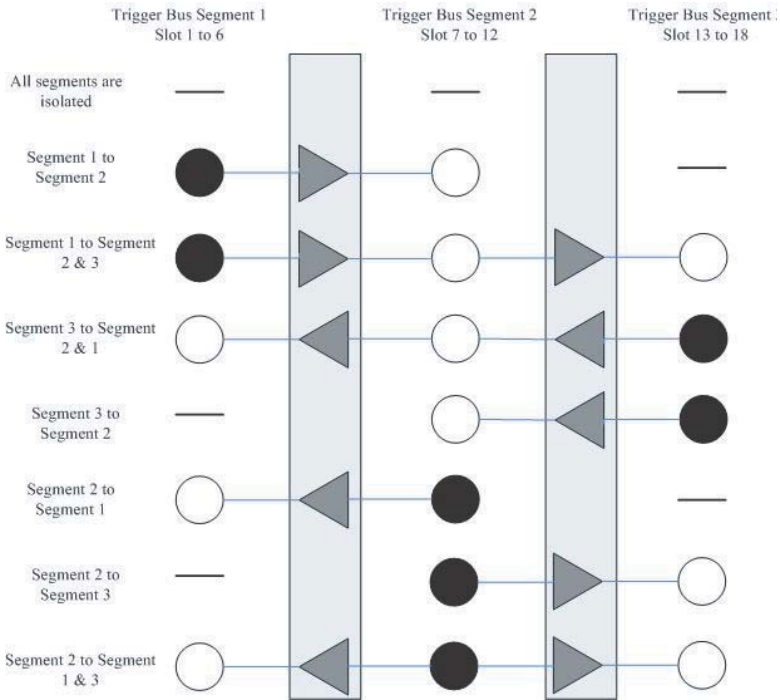 Trigger Bus Segment 1
Slot 1 to 6
Trigger Bus Segment 2
Slot 7 to 12
Trigger Bus Segment
Slot 13 to 18
All segments are
isolated
Segment 1 to
Segment 2
Segment 1 to Segment
2 & 3
Segment 3 to Segment
2 & 1
Segment 3 to
Segment 2
Segment 2 to
Segment 1
Segment 2 to
Segment 3
Segment 2 to Segment
1 & 3